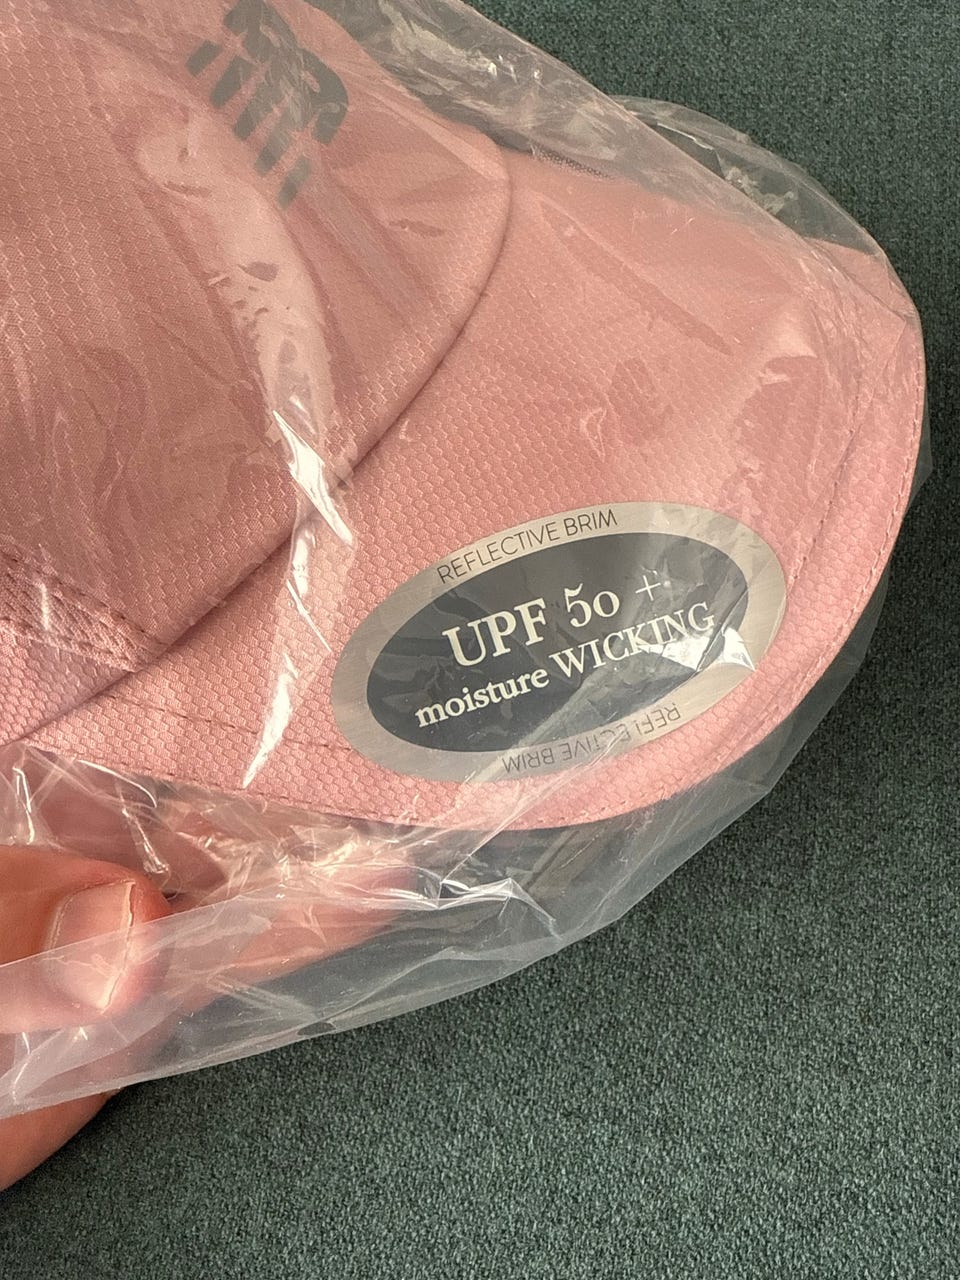 REFLECTIVE BRIM
UPF 50 +
moisture WICKING
REFLECTIVE BRIM